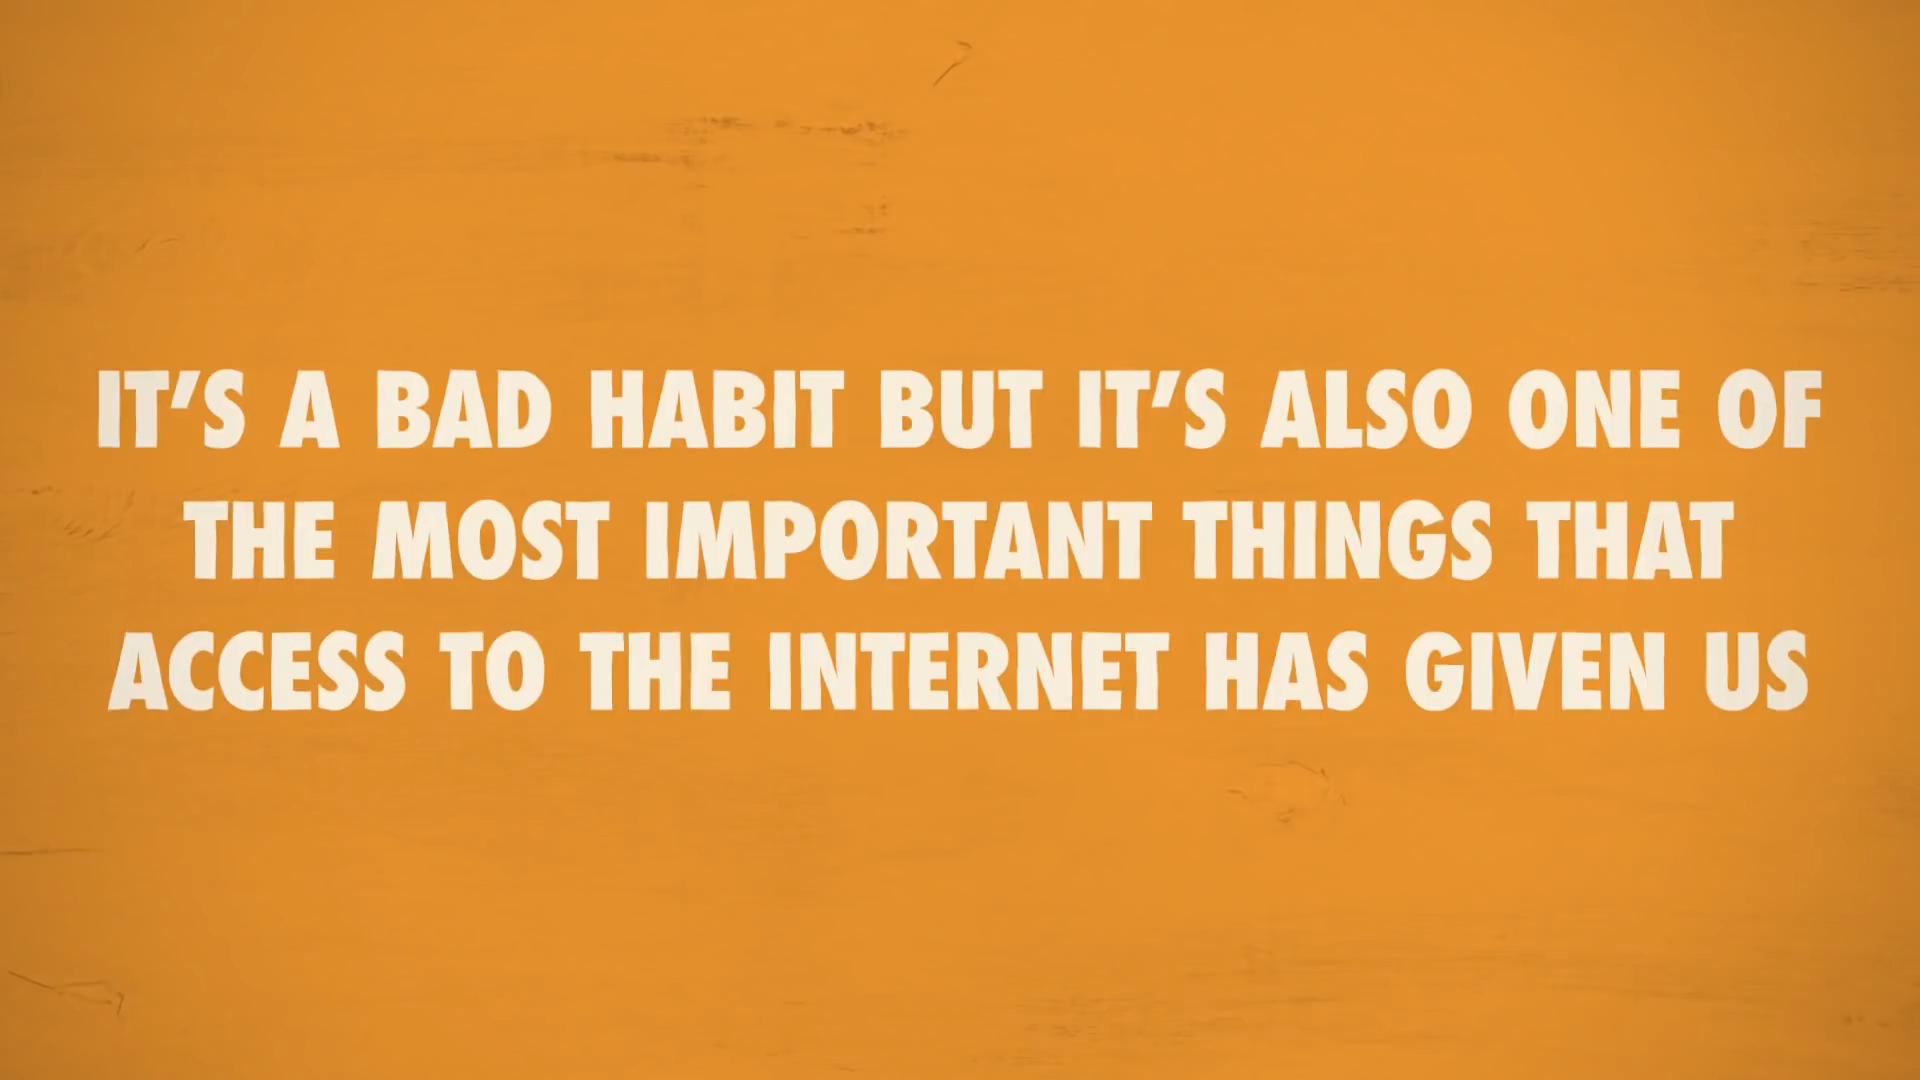 IT'S A BAD HABIT BUT IT'S ALSO ONE OF
THE MOST IMPORTANT THINGS THAT
ACCESS TO THE INTERNET HAS GIVEN US